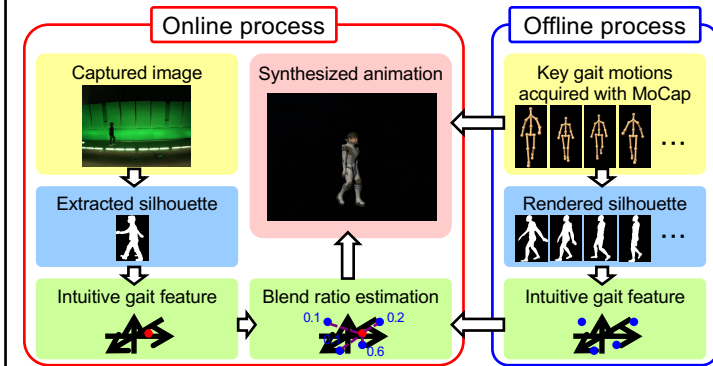 Online process
Offline process
Captured image
Synthesized animation
Key gait motions
acquired with MoCap
...
Extracted silhouette
Rendered silhouette
...
Intuitive gait feature
Blend ratio estimation
Intuitive gait feature
0.1
0.2
0.6